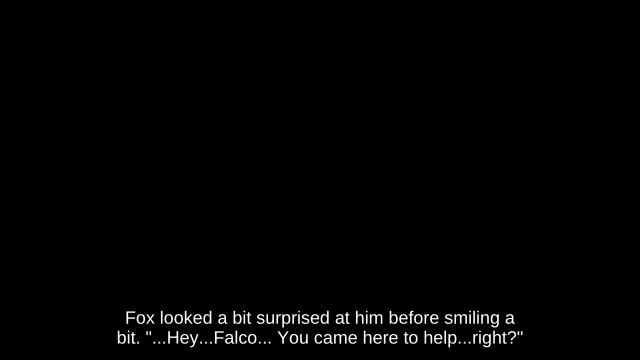 Fox looked a bit surprised at him before smiling a
bit. "...Hey...Falco... You came here to help...right?"